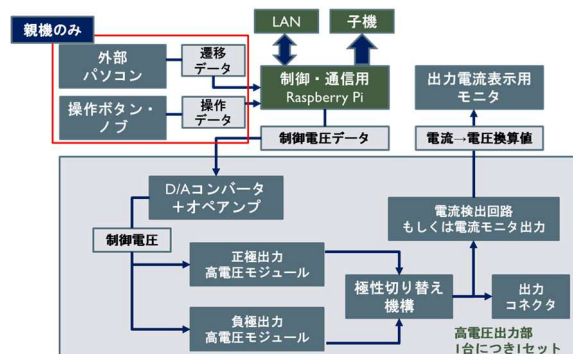 親機のみ
LAN
子機
外部
パソコン
遷移
データ
制御・通信用
Raspberry Pi
出力電流表示用
モニタ
操作ボタン・
ノブ
操作
データ
制御電圧データ
電流→電圧換算値
D/Aコンバータ
＋オペアンプ
電流検出回路
もしくは電流モニタ出力
制御電圧
正極出力
高電圧モジュール
極性切り替え
機構
出力
コネクタ
負極出力
高電圧モジュール
高電圧出力部
1台につき1セット